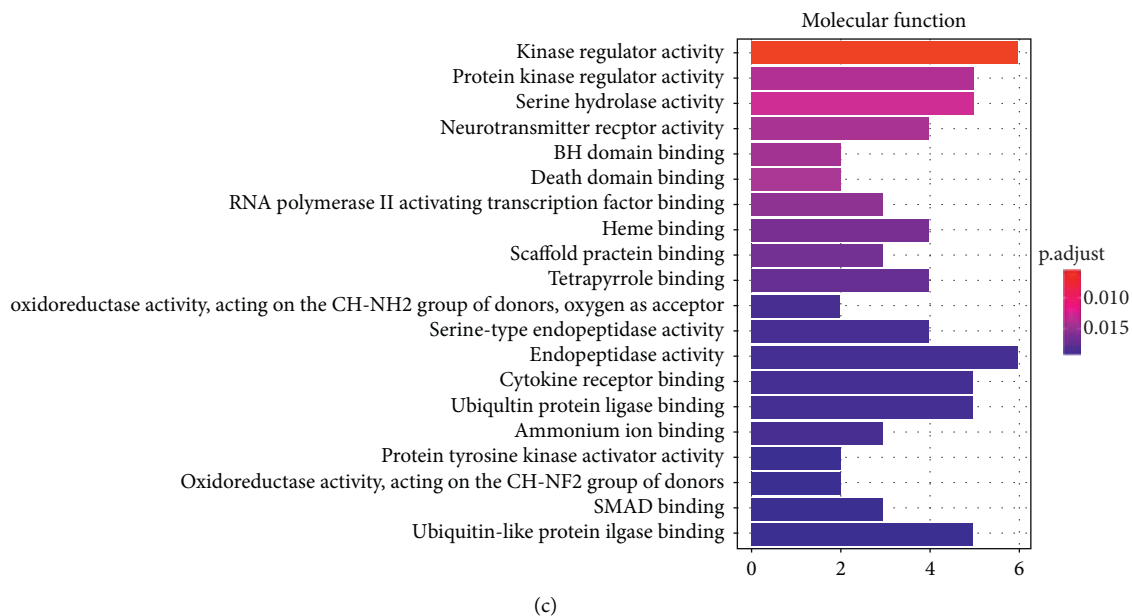 Molecular function
Kinase regulator activity
Protein kinase regulator activity
Serine hydrolase activity
Neurotransmitter recptor activity
BH domain binding
Death domain binding
RNA polymerase II activating transcription factor binding
Heme binding
Scaffold practein binding
Tetrapyrrole binding
oxidoreductase activity, acting on the CH-NH2 group of donors, oxygen as acceptor
Serine-type endopeptidase activity
Endopeptidase activity
Cytokine receptor binding
Ubiqultin protein ligase binding
Ammonium ion binding
Protein tyrosine kinase activator activity
Oxidoreductase activity, acting on the CH-NF2 group of donors
SMAD binding
Ubiquitin-like protein ilgase binding
0 2 4 6
p.adjust
0.010
0.015
(c)